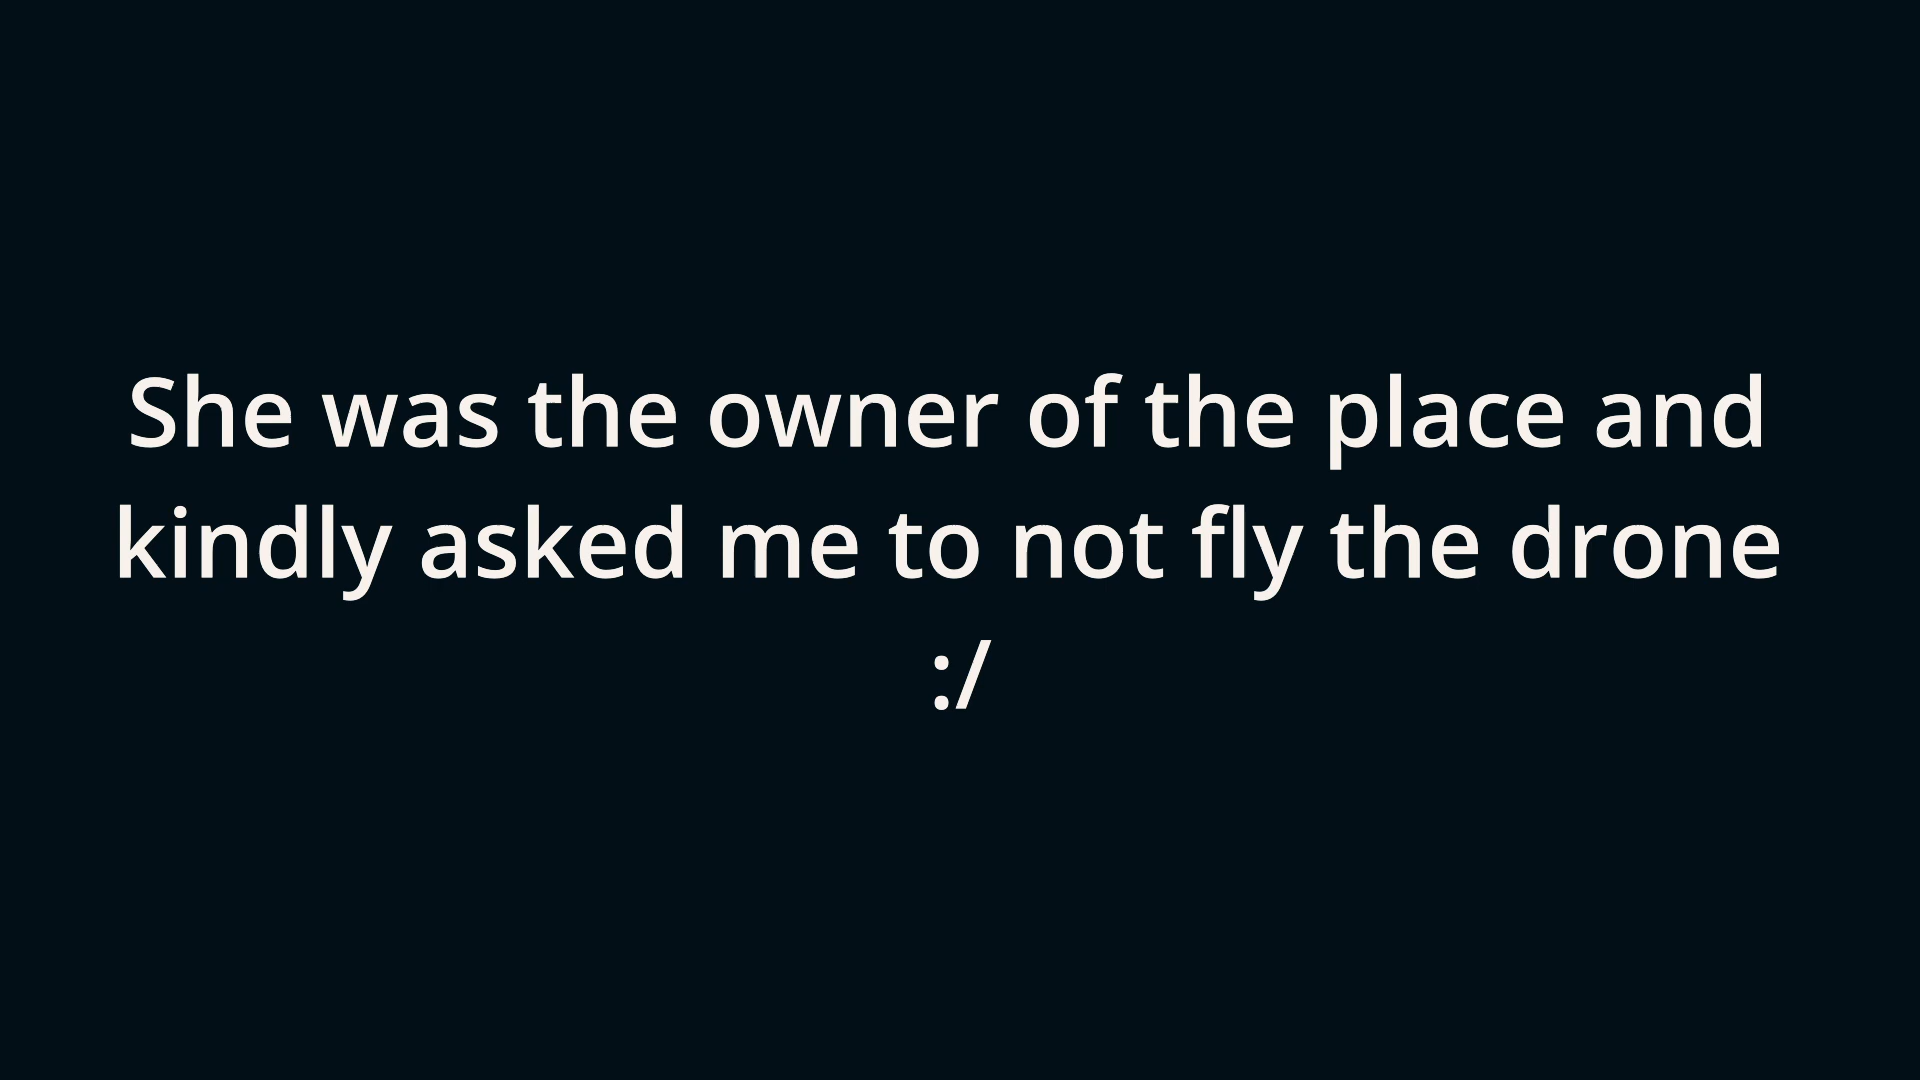 She was the owner of the place and
kindly asked me to not fly the drone
:/